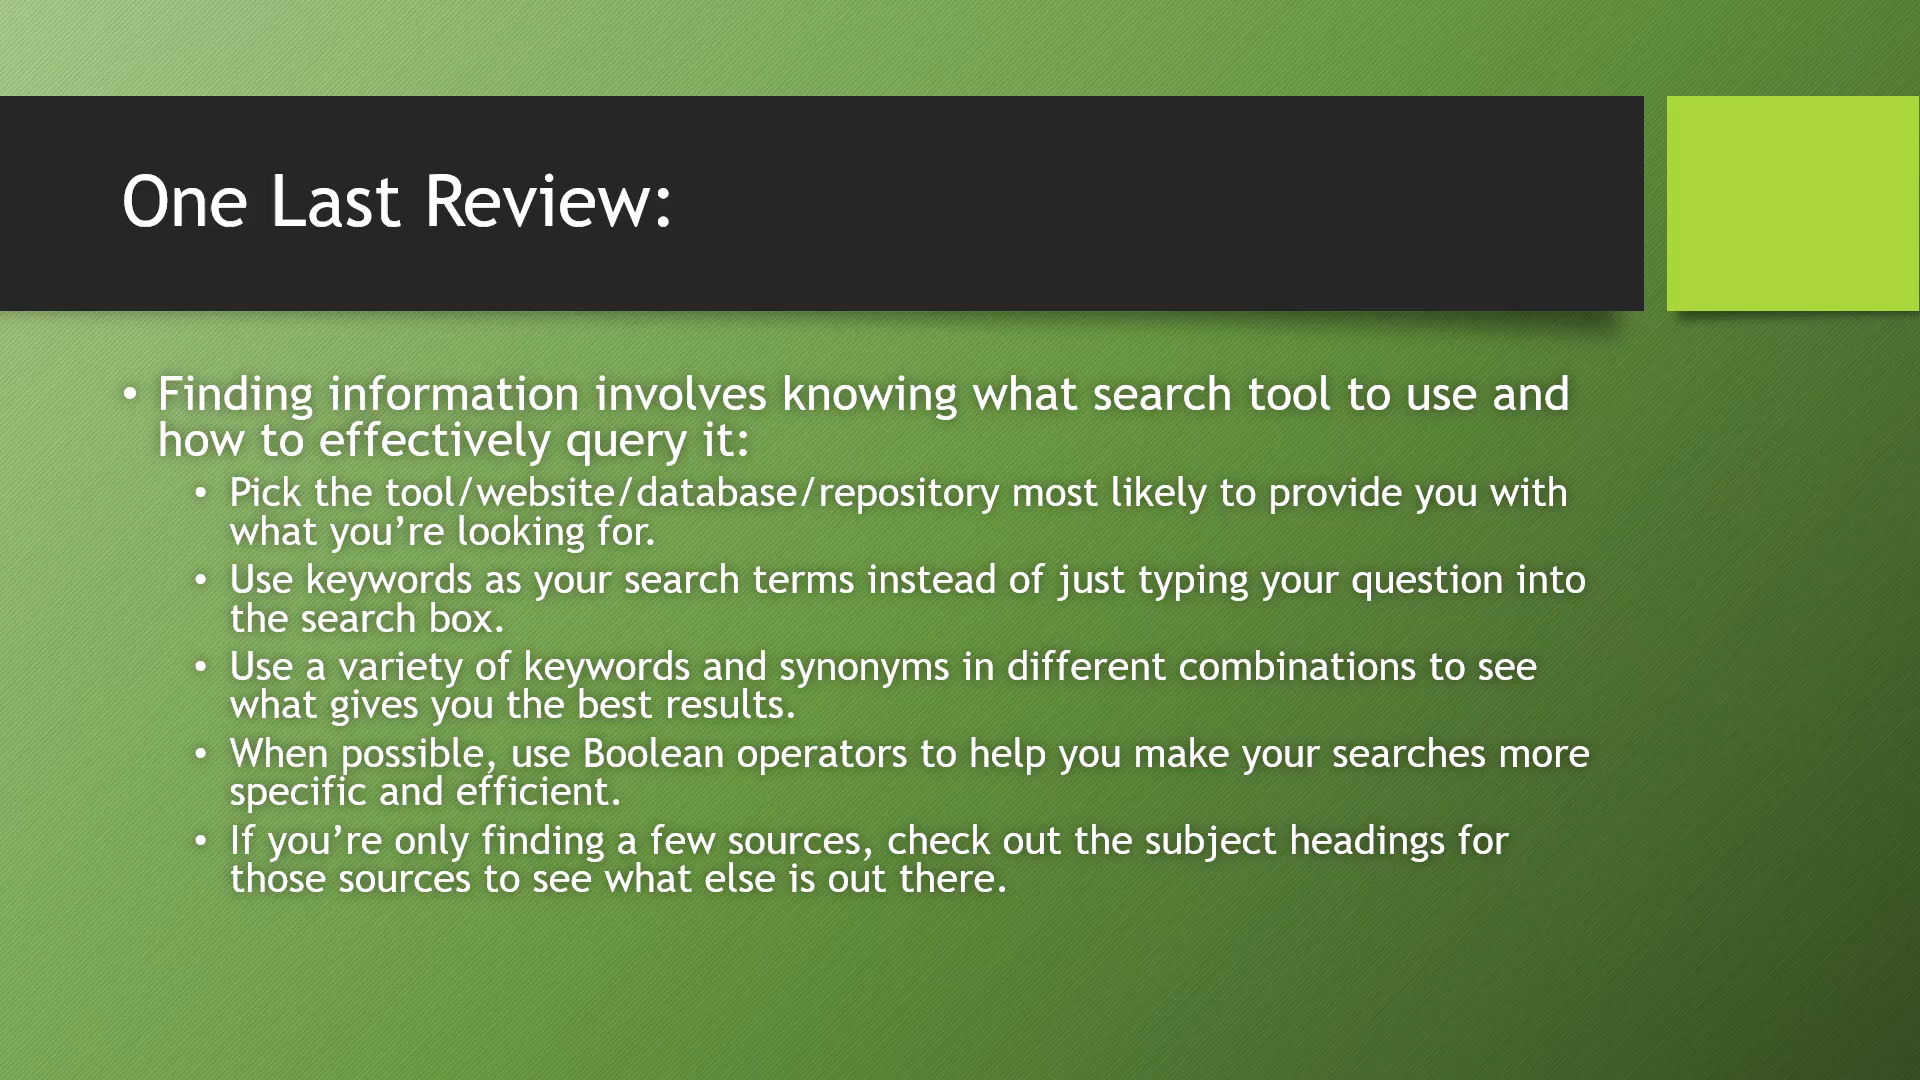 One Last Review:
• Finding information involves knowing what search tool to use and
how to effectively query it:
• Pick the tool/website/database/repository most likely to provide you with
what you’re looking for.
• Use keywords as your search terms instead of just typing your question into
the search box.
• Use a variety of keywords and synonyms in different combinations to see
what gives you the best results.
• When possible, use Boolean operators to help you make your searches more
specific and efficient.
• If you’re only finding a few sources, check out the subject headings for
those sources to see what else is out there.